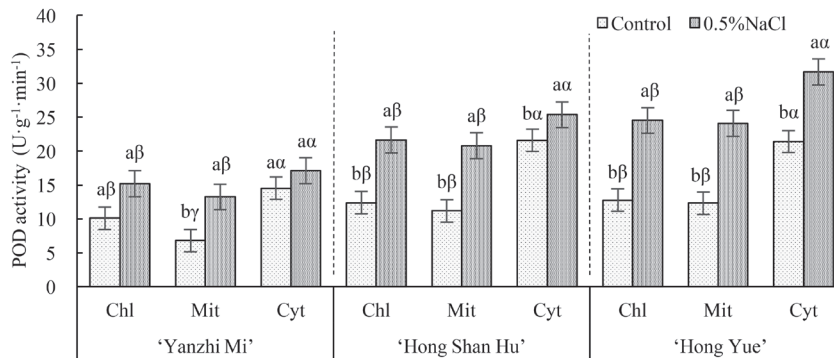 Control 0.5%NaCl
POD activity (U·g⁻¹·min⁻¹)
40
35
30
25
20
15
10
5
0
aβ aβ bγ aβ aα aα
bβ aβ bβ aβ bα aα
bβ aβ bβ aβ bα aα
Chl Mit Cyt Chl Mit Cyt Chl Mit Cyt
‘Yanzhi Mi’ ‘Hong Shan Hu’ ‘Hong Yue’